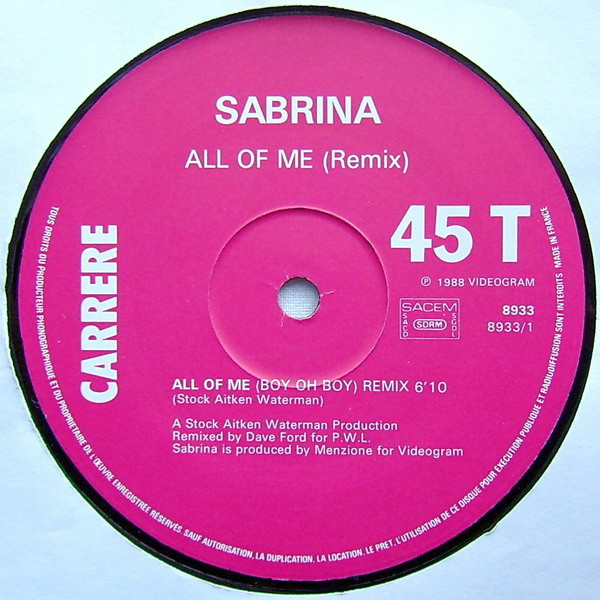 SABRINA
ALL OF ME (Remix)
45 T
CARRERE
℗ 1988 VIDEOGRAM
SACEM
SACD
SDRM
SGDL
8933
8933/1
ALL OF ME (BOY OH BOY) REMIX 6'10
(Stock Aitken Waterman)
A Stock Aitken Waterman Production
Remixed by Dave Ford for P.W.L.
Sabrina is produced by Menzione for Videogram
TOUS DROITS DU PRODUCTEUR PHONOGRAPHIQUE ET DU PROPRIETAIRE DE L'ŒUVRE ENREGISTREE RESERVES SAUF AUTORISATION, LA DUPLICATION, LA LOCATION, LE PRET, L'UTILISATION DE CE DISQUE POUR EXECUTION PUBLIQUE ET RADIODIFFUSION SONT INTERDITS MADE IN FRANCE